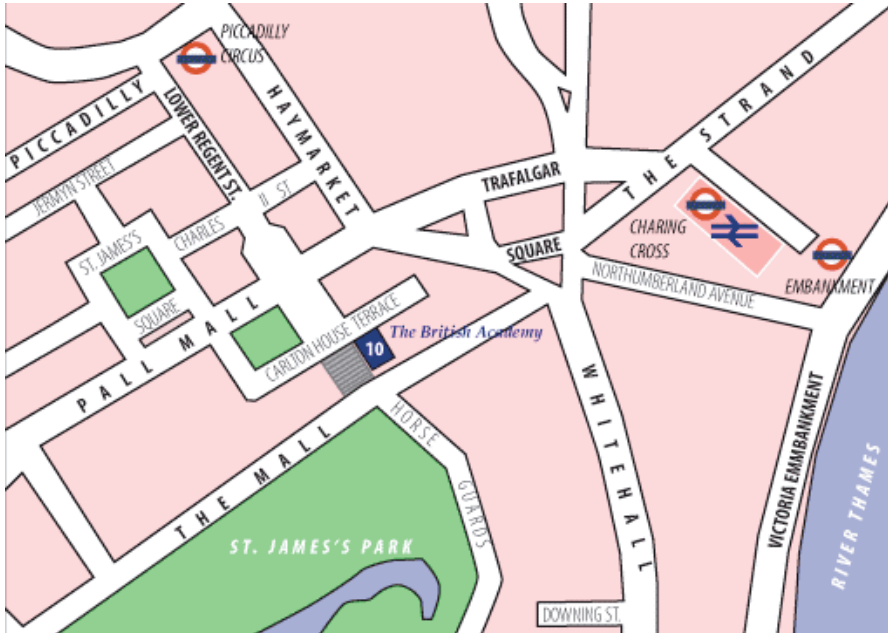 PICCADILLY
CIRCUS
PICCADILLY
LOWER REGENT ST.
HAYMARKET
JERMYN STREET
ST. JAMES'S
SQUARE
CHARLES
II ST
TRAFALGAR
SQUARE
THE STRAND
CHARING
CROSS
EMBANKMENT
NORTHUMBERLAND AVENUE
PALL MALL
CARLTON HOUSE TERRACE
10
The British Academy
THE MALL
HORSE
GUARDS
WHITEHALL
VICTORIA EMMBANKMENT
RIVER THAMES
ST. JAMES'S PARK
DOWNING ST.